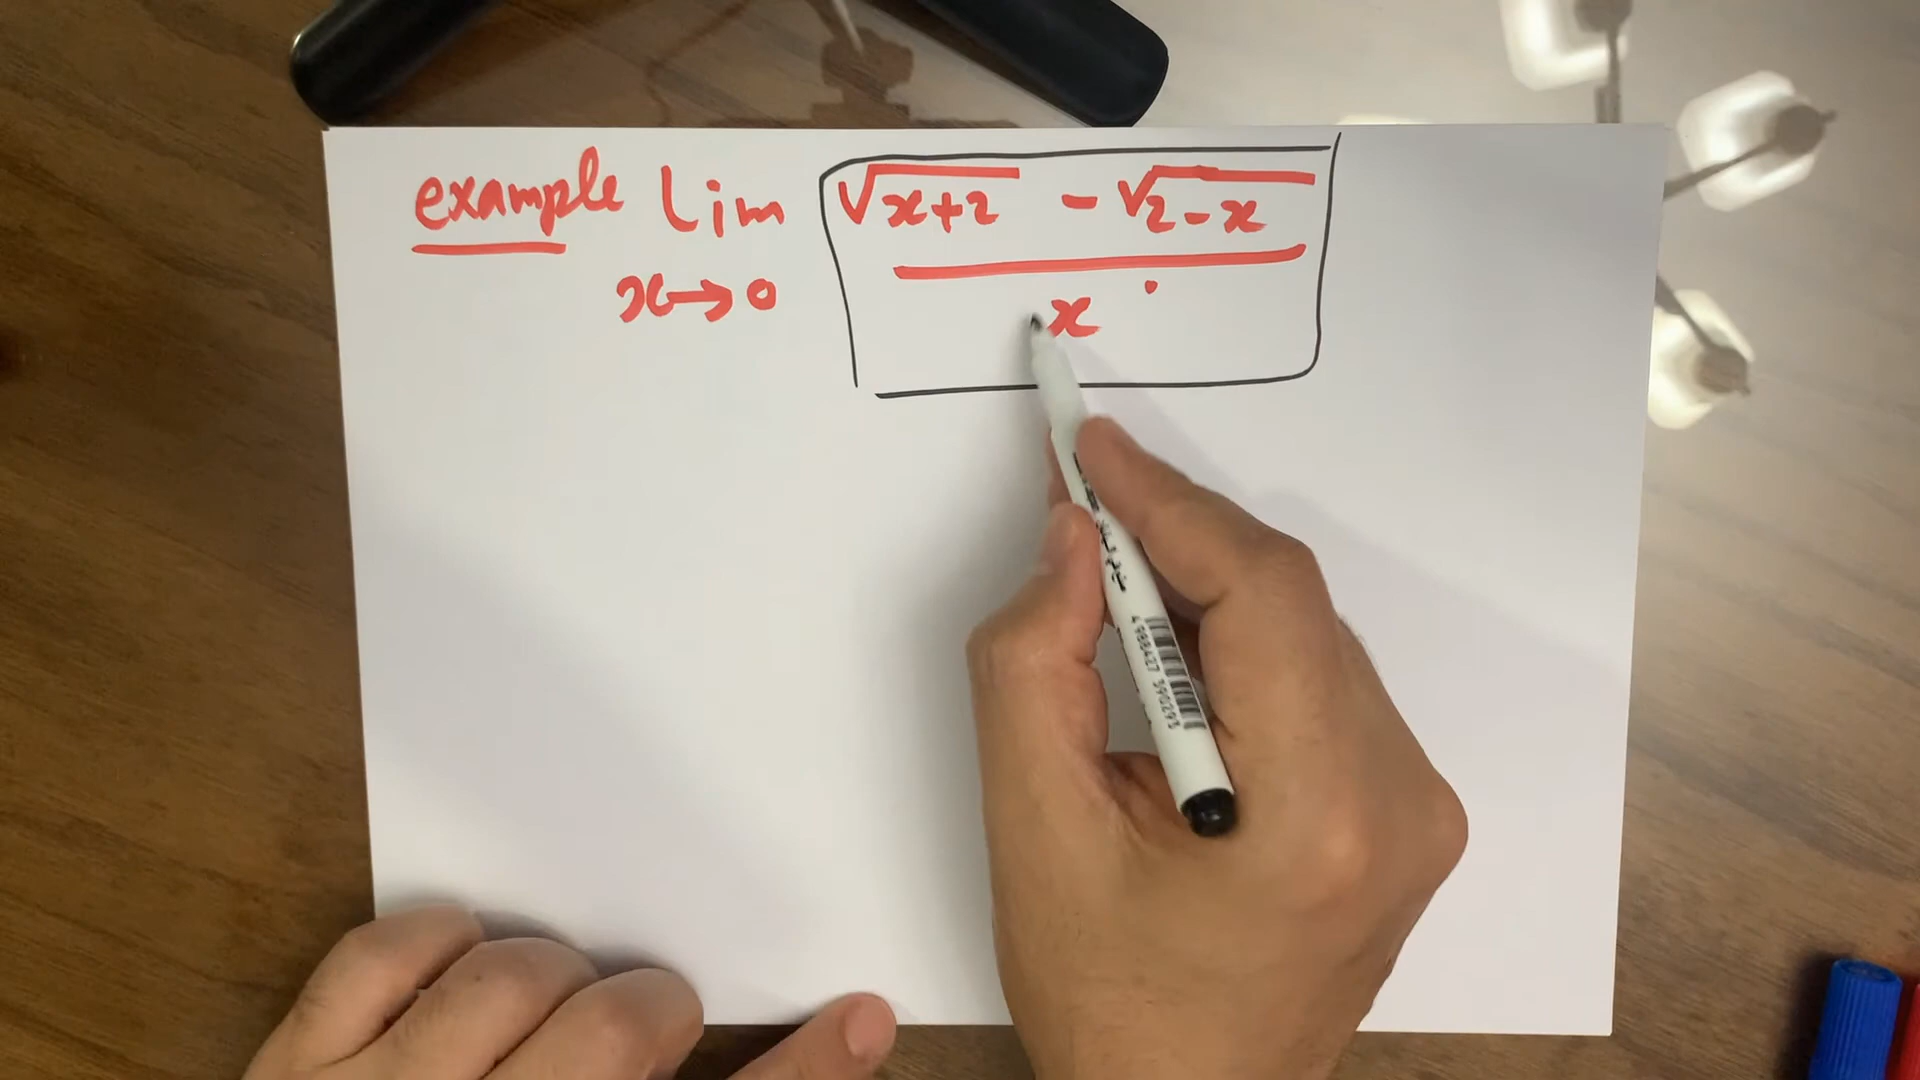 example lim √x+2 - √2-x
x→0 x